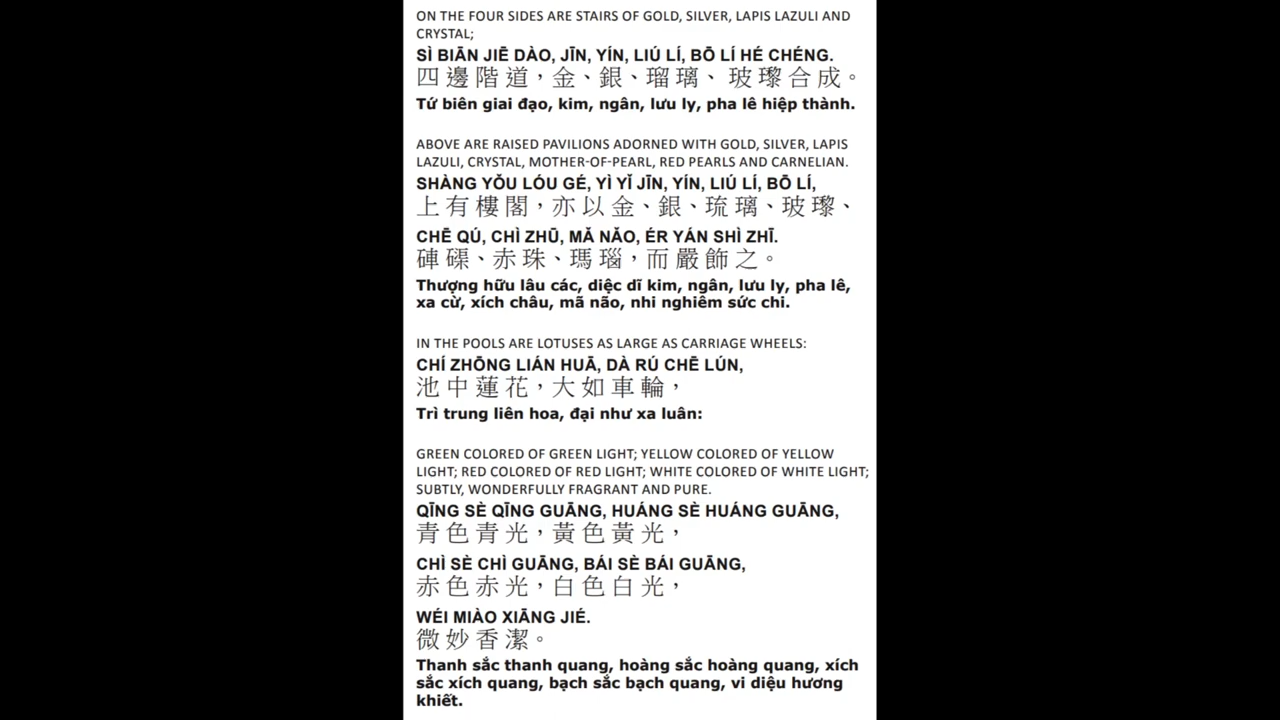 ON THE FOUR SIDES ARE STAIRS OF GOLD, SILVER, LAPIS LAZULI AND
CRYSTAL;
SÌ BIĀN JIĒ DÀO, JĪN, YÍN, LIÚ LÍ, BŌ LÍ HÉ CHÉNG.
四邊階道，金、銀、瑠璃、玻瓈合成。
Tứ biên giai đạo, kim, ngân, lưu ly, pha lê hiệp thành.
ABOVE ARE RAISED PAVILIONS ADORNED WITH GOLD, SILVER, LAPIS
LAZULI, CRYSTAL, MOTHER-OF-PEARL, RED PEARLS AND CARNELIAN.
SHÀNG YǑU LÓU GÉ, YÌ YǏ JĪN, YÍN, LIÚ LÍ, BŌ LÍ,
上有樓閣，亦以金、銀、琉璃、玻瓈、
CHĒ QÚ, CHÌ ZHŪ, MǍ NǍO, ÉR YÁN SHÌ ZHĪ.
硨磲、赤珠、瑪瑙，而嚴飾之。
Thượng hữu lâu các, diệc dĩ kim, ngân, lưu ly, pha lê,
xa cừ, xích châu, mã não, nhi nghiêm sức chi.
IN THE POOLS ARE LOTUSES AS LARGE AS CARRIAGE WHEELS:
CHÍ ZHŌNG LIÁN HUĀ, DÀ RÚ CHĒ LÚN,
池中蓮花，大如車輪，
Trì trung liên hoa, đại như xa luân:
GREEN COLORED OF GREEN LIGHT; YELLOW COLORED OF YELLOW
LIGHT; RED COLORED OF RED LIGHT; WHITE COLORED OF WHITE LIGHT;
SUBTLY, WONDERFULLY FRAGRANT AND PURE.
QĪNG SÈ QĪNG GUĀNG, HUÁNG SÈ HUÁNG GUĀNG,
青色青光，黃色黃光，
CHÌ SÈ CHÌ GUĀNG, BÁI SÈ BÁI GUĀNG,
赤色赤光，白色白光，
WÉI MIÀO XIĀNG JIÉ.
微妙香潔。
Thanh sắc thanh quang, hoàng sắc hoàng quang, xích
sắc xích quang, bạch sắc bạch quang, vi diệu hương
khiết.